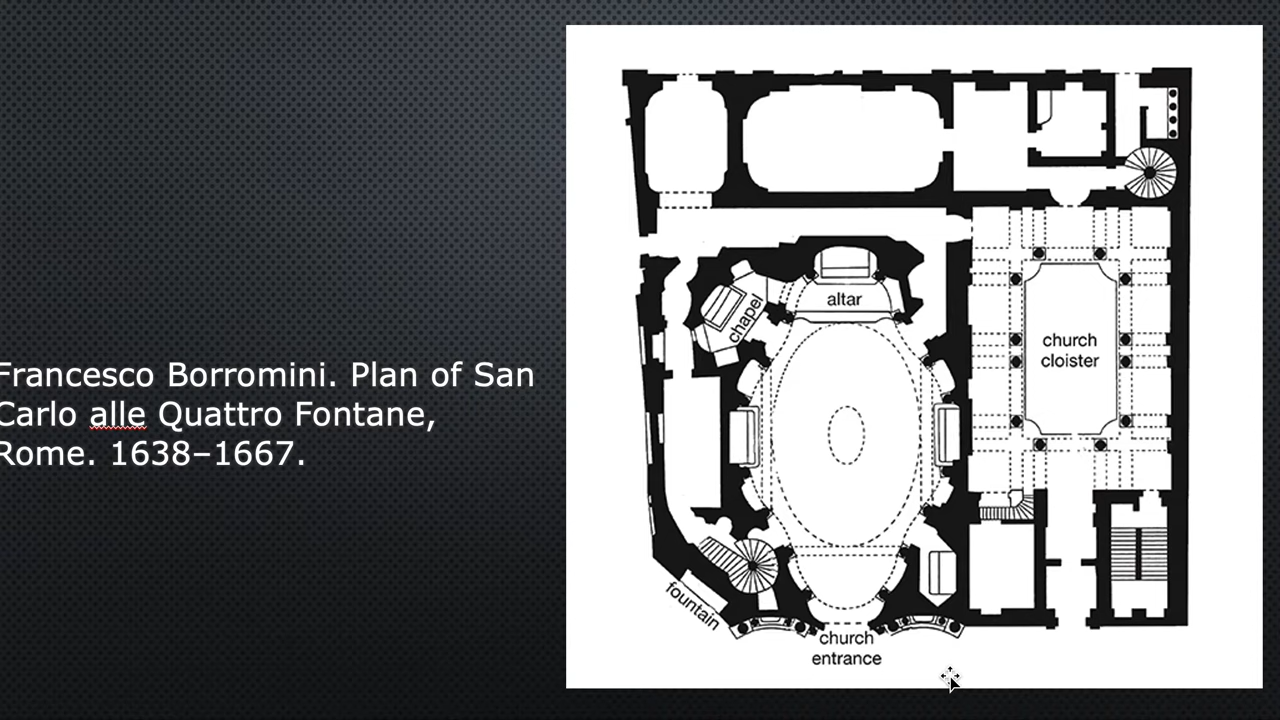 Francesco Borromini. Plan of San
Carlo alle Quattro Fontane,
Rome. 1638–1667.
altar
chapel
church
cloister
fountain
church
entrance